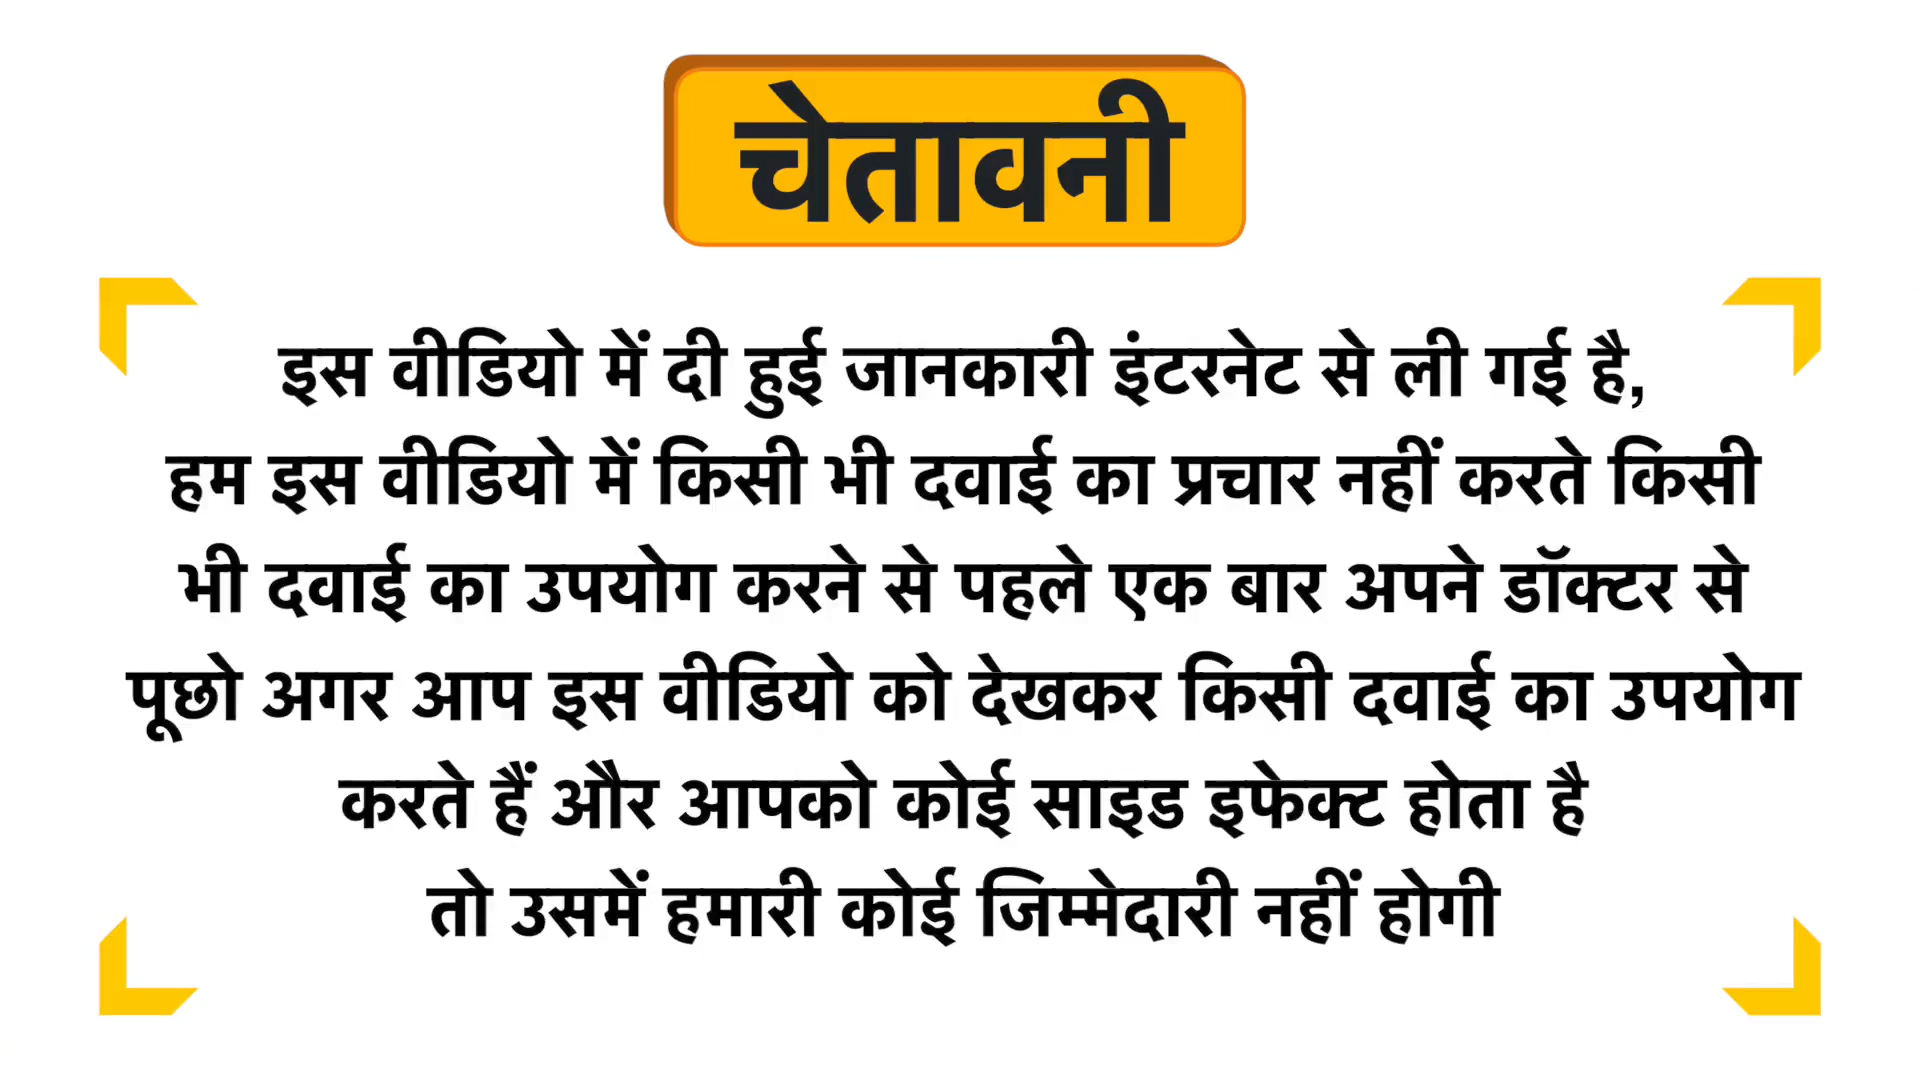 चेतावनी
इस वीडियो में दी हुई जानकारी इंटरनेट से ली गई है,
हम इस वीडियो में किसी भी दवाई का प्रचार नहीं करते किसी
भी दवाई का उपयोग करने से पहले एक बार अपने डॉक्टर से
पूछो अगर आप इस वीडियो को देखकर किसी दवाई का उपयोग
करते हैं और आपको कोई साइड इफेक्ट होता है
तो उसमें हमारी कोई जिम्मेदारी नहीं होगी